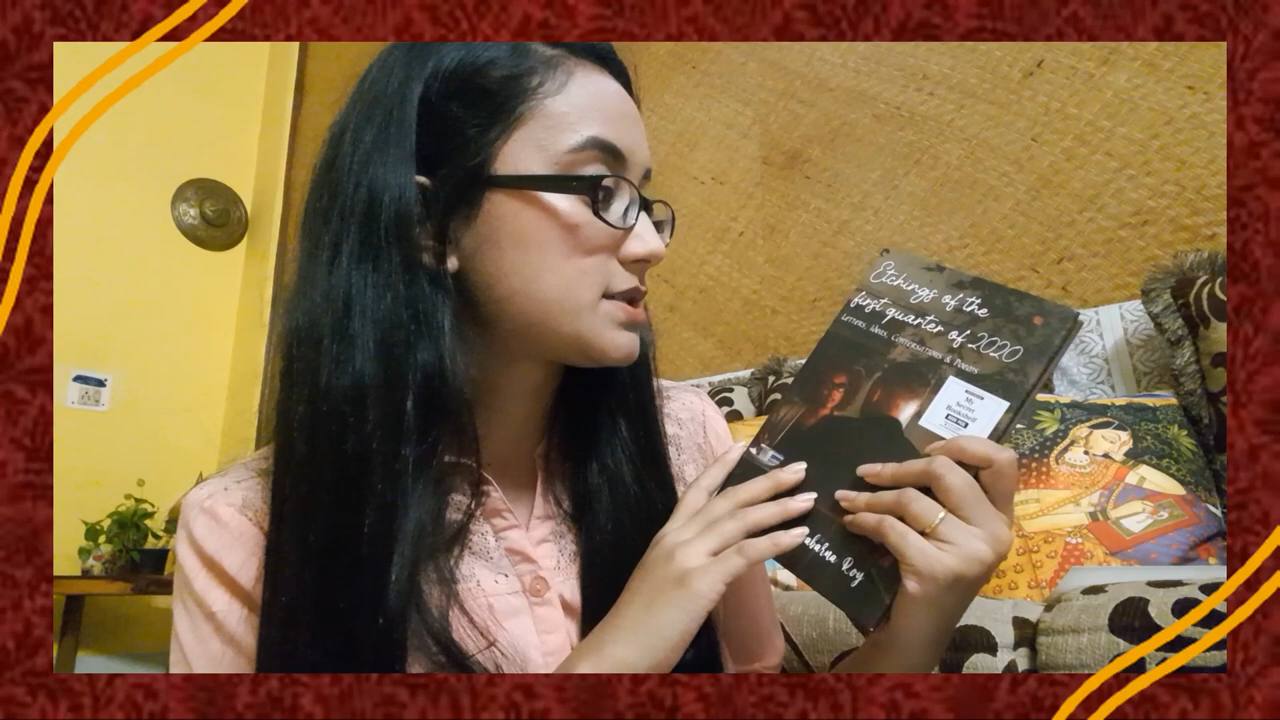 Etchings of the
first quarter of 2020
Letters, Ideas, Conversations & Poems
My
Secret
Bookshelf
Roy